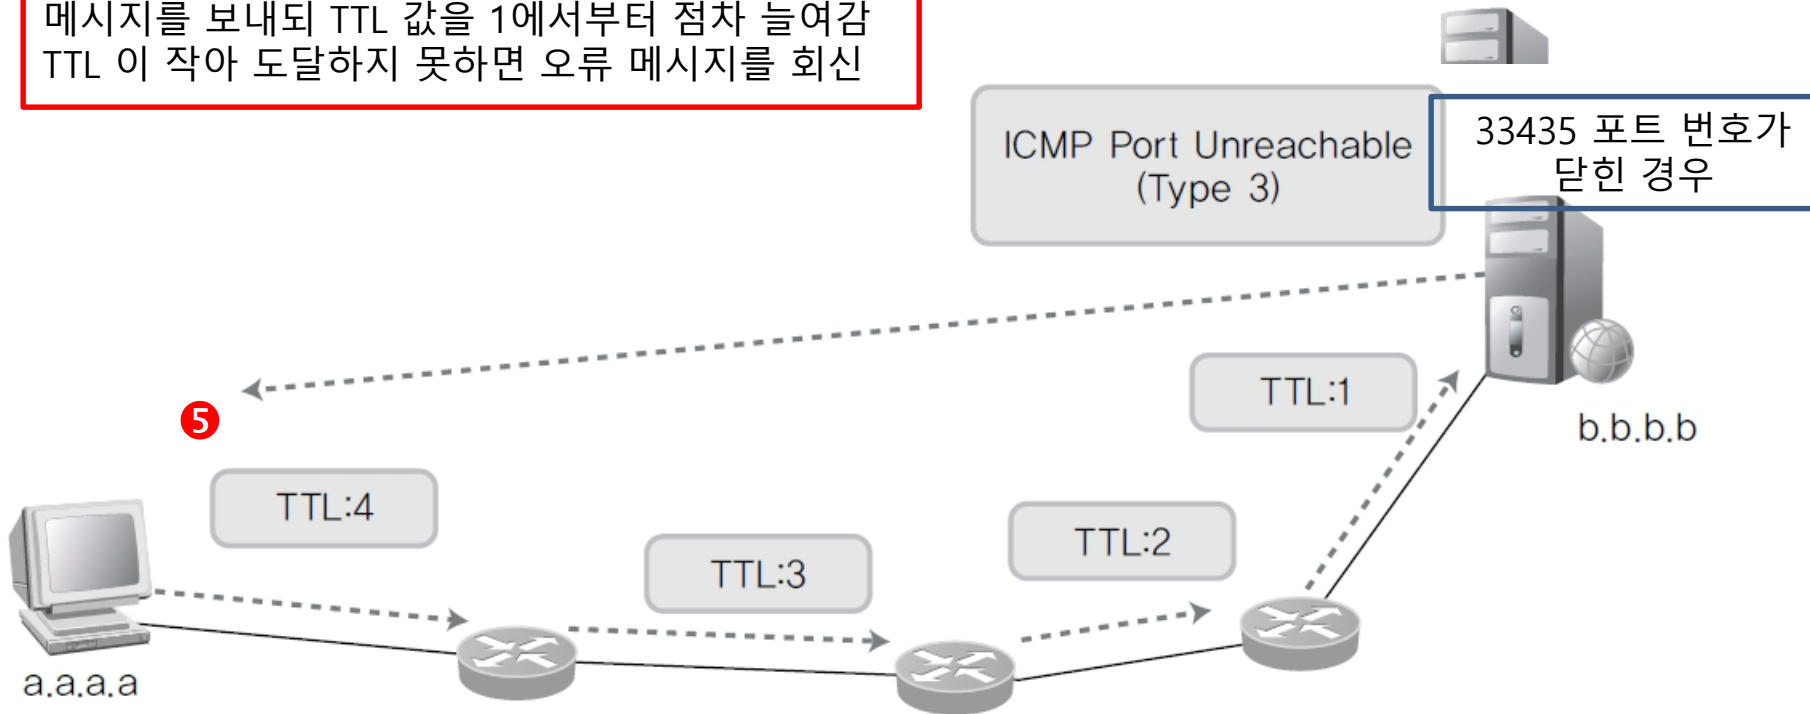 메시지를 보내되 TTL 값을 1에서부터 점차 늘여감
TTL 이 작아 도달하지 못하면 오류 메시지를 회신
ICMP Port Unreachable
(Type 3)
33435 포트 번호가
닫힌 경우
TTL:1
b.b.b.b
5
TTL:4
TTL:3
TTL:2
a.a.a.a